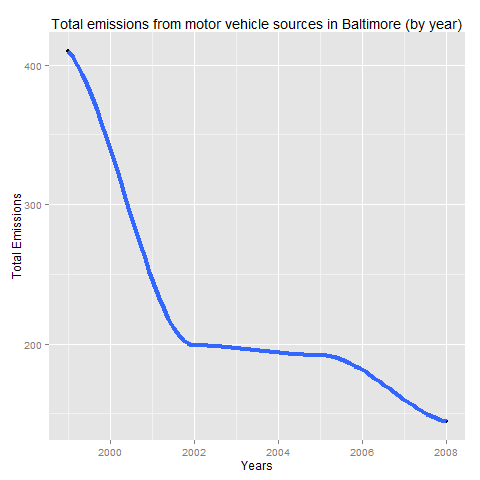 Total emissions from motor vehicle sources in Baltimore (by year)
Total Emissions
400
300
200
2000 2002 2004 2006 2008
Years